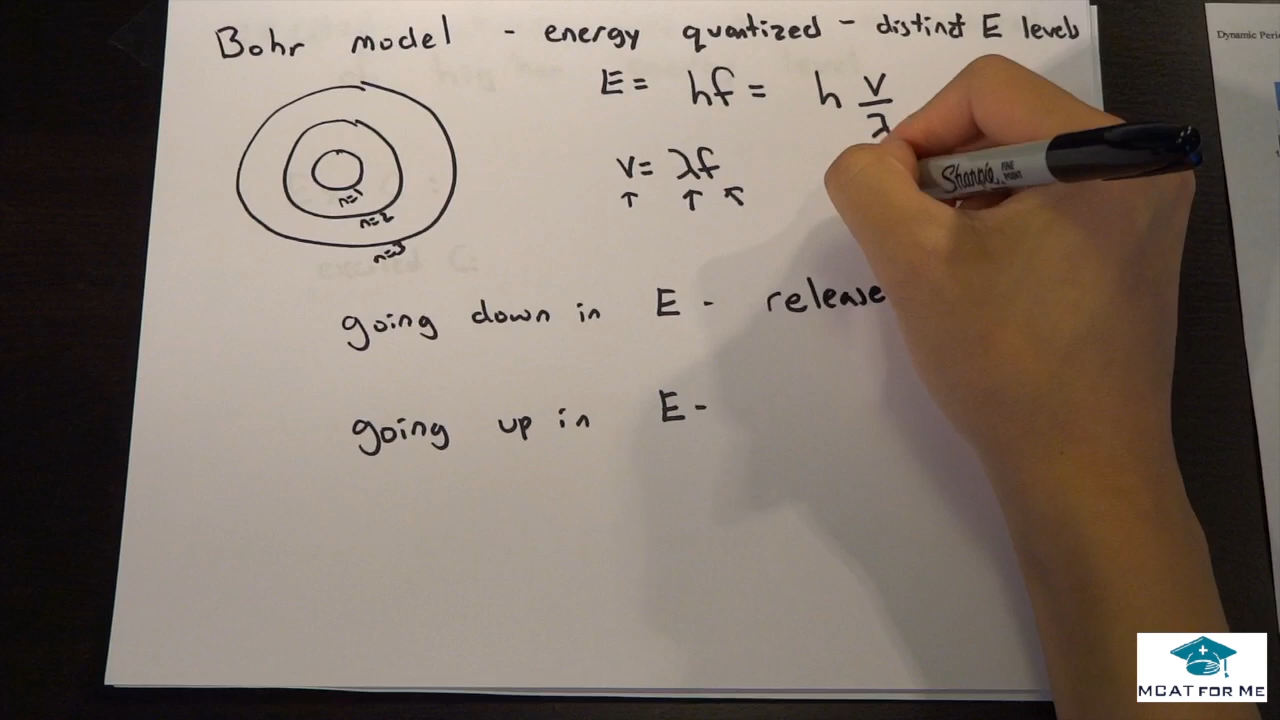 Bohr model - energy quantized - distinct E levels
E = hf = h v/λ
v = λf
n=1
n=2
n=3
going down in E - release
going up in E -
Sharpie FINE POINT
Dynamic Peri
MCAT FOR ME